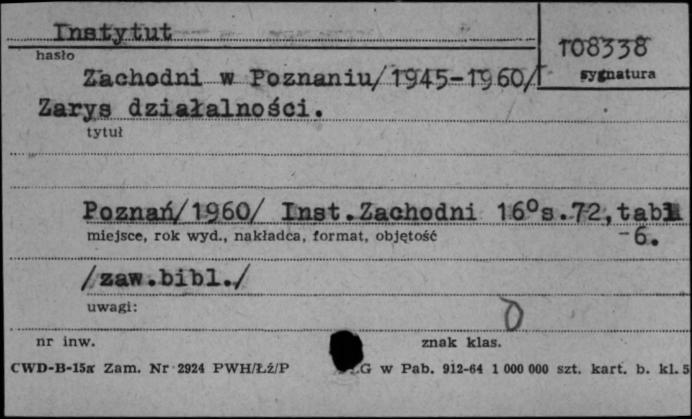 Instytut
hasło
108338
sygnatura
Zachodni w Poznaniu/1945-1960/
Zarys działalności.
tytuł
Poznań/1960/ Inst.Zachodni 16°s.72,tabl
miejsce, rok wyd., nakładca, format, objętość
-6.
/zaw.bibl./
uwagi:
nr inw.
znak klas.
CWD-B-15a Zam. Nr 2924 PWH/Łź/P
G w Pab. 912-64 1 000 000 szt. kart. b. kl. 5